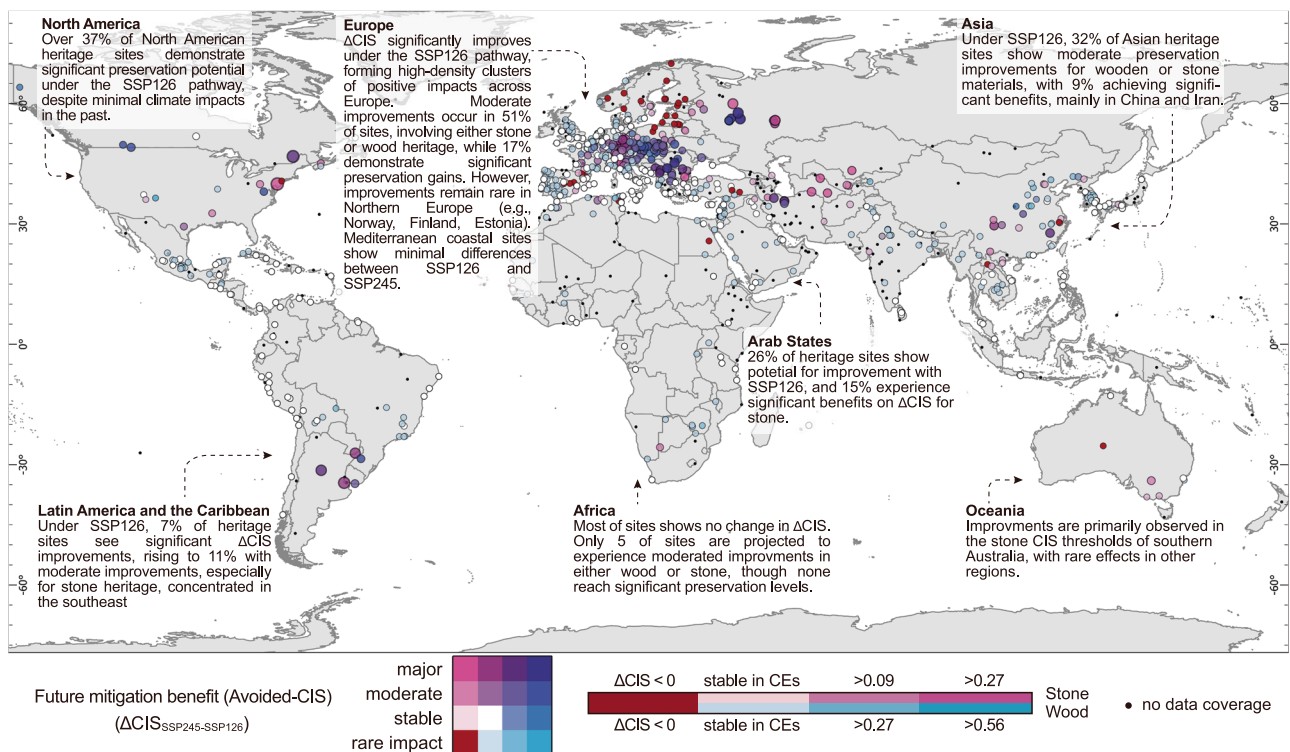 North America
Over 37% of North American
heritage sites demonstrate
significant preservation potential
under the SSP126 pathway,
despite minimal climate impacts
in the past.
Europe
ΔCIS significantly improves
under the SSP126 pathway,
forming high-density clusters
of positive impacts across
Europe. Moderate
improvements occur in 51%
of sites, involving either stone
or wood heritage, while 17%
demonstrate significant
preservation gains. However,
improvements remain rare in
Northern Europe (e.g.,
Norway, Finland, Estonia).
Mediterranean coastal sites
show minimal differences
between SSP126 and
SSP245.
Asia
Under SSP126, 32% of Asian heritage
sites show moderate preservation
improvements for wooden or stone
materials, with 9% achieving signifi-
cant benefits, mainly in China and Iran.
Arab States
26% of heritage sites show
potetial for improvement with
SSP126, and 15% experience
significant benefits on ΔCIS for
stone.
Latin America and the Caribbean
Under SSP126, 7% of heritage
sites see significant ΔCIS
improvements, rising to 11% with
moderate improvements, especially
for stone heritage, concentrated in
the southeast
Africa
Most of sites shows no change in ΔCIS.
Only 5 of sites are projected to
experience moderated improvments in
either wood or stone, though none
reach significant preservation levels.
Oceania
Improvments are primarily observed in
the stone CIS thresholds of southern
Australia, with rare effects in other
regions.
60°
30°
0°
-30°
-60°
60°
30°
0°
-30°
-60°
Future mitigation benefit (Avoided-CIS)
(ΔCIS SSP245-SSP126)
major
moderate
stable
rare impact
ΔCIS < 0 stable in CEs >0.09 >0.27
Stone
Wood
ΔCIS < 0 stable in CEs >0.27 >0.56
no data coverage